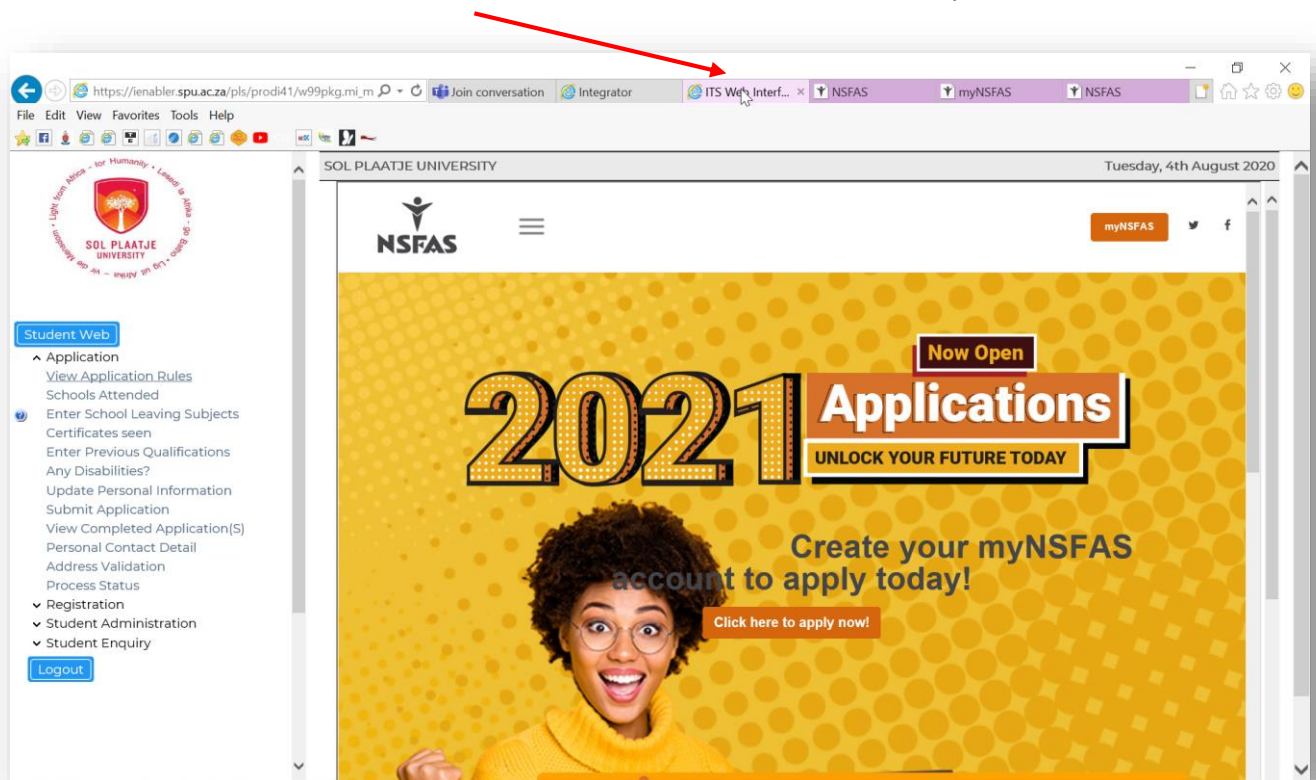 https://ienabler.spu.ac.za/pls/prodi41/w99pkg.mi_m
Join conversation
Integrator
ITS Web Interf...
NSFAS
myNSFAS
NSFAS
File Edit View Favorites Tools Help
SOL PLAATJE UNIVERSITY
Tuesday, 4th August 2020
Light from Africa - for Humanity
SOL PLAATJE
UNIVERSITY
NSFAS
myNSFAS
Student Web
Application
View Application Rules
Schools Attended
Enter School Leaving Subjects
Certificates seen
Enter Previous Qualifications
Any Disabilities?
Update Personal Information
Submit Application
View Completed Application(S)
Personal Contact Detail
Address Validation
Process Status
Registration
Student Administration
Student Enquiry
Logout
Now Open
2021 Applications
UNLOCK YOUR FUTURE TODAY
Create your myNSFAS
account to apply today!
Click here to apply now!